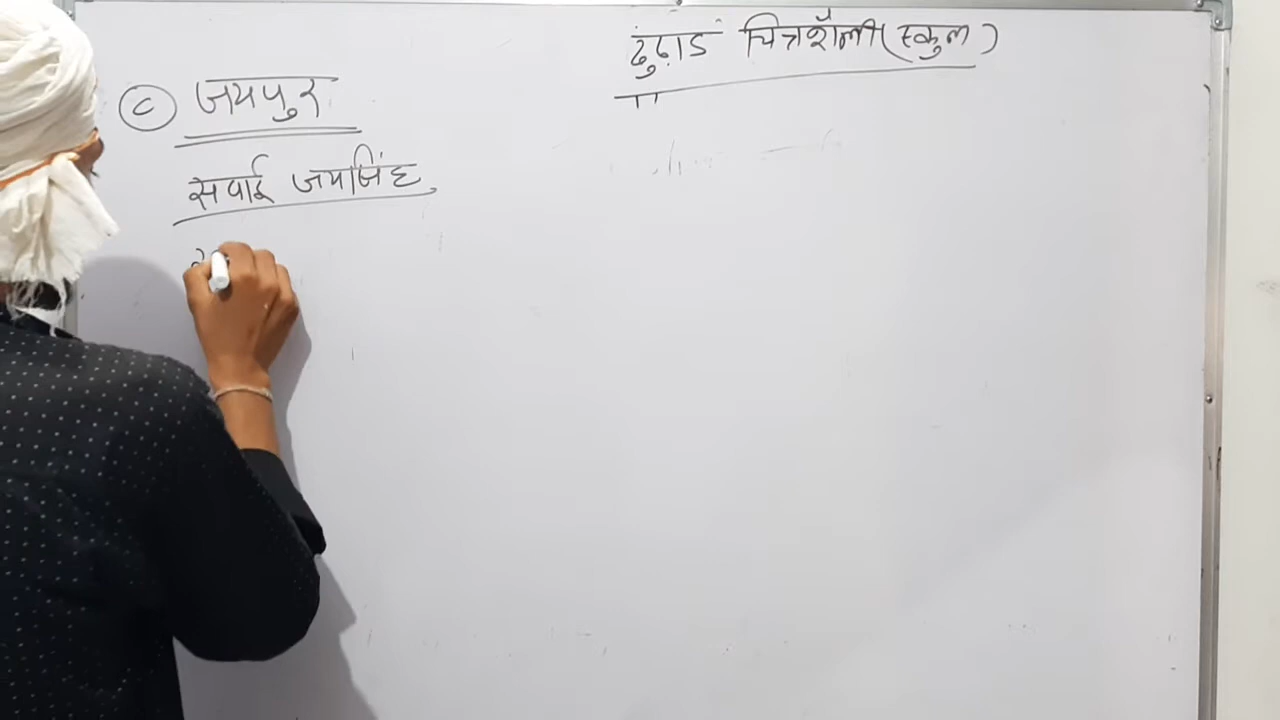 ढुंढ़ाडं चित्रशैली (स्कुल)
C जयपुर
सवाई जयसिंह